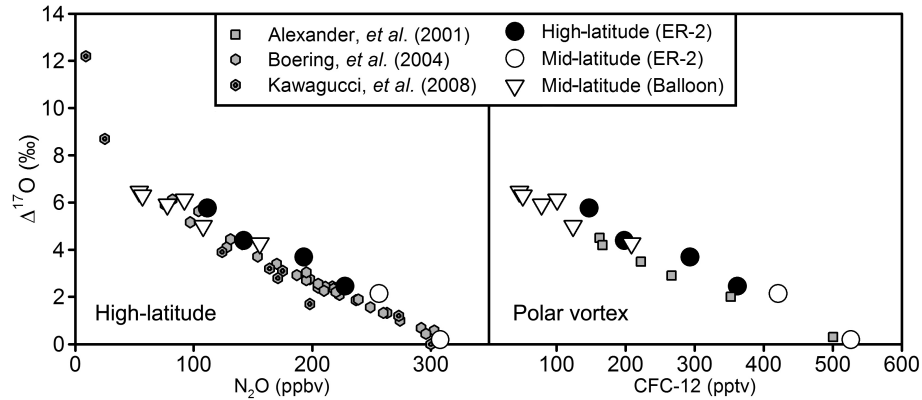 Alexander, et al. (2001)
Boering, et al. (2004)
Kawagucci, et al. (2008)
High-latitude (ER-2)
Mid-latitude (ER-2)
Mid-latitude (Balloon)
14
12
10
8
6
4
2
0
Δ¹⁷O (‰)
High-latitude
Polar vortex
100 200 300
100 200 300 400 500 600
N₂O (ppbv)
CFC-12 (pptv)